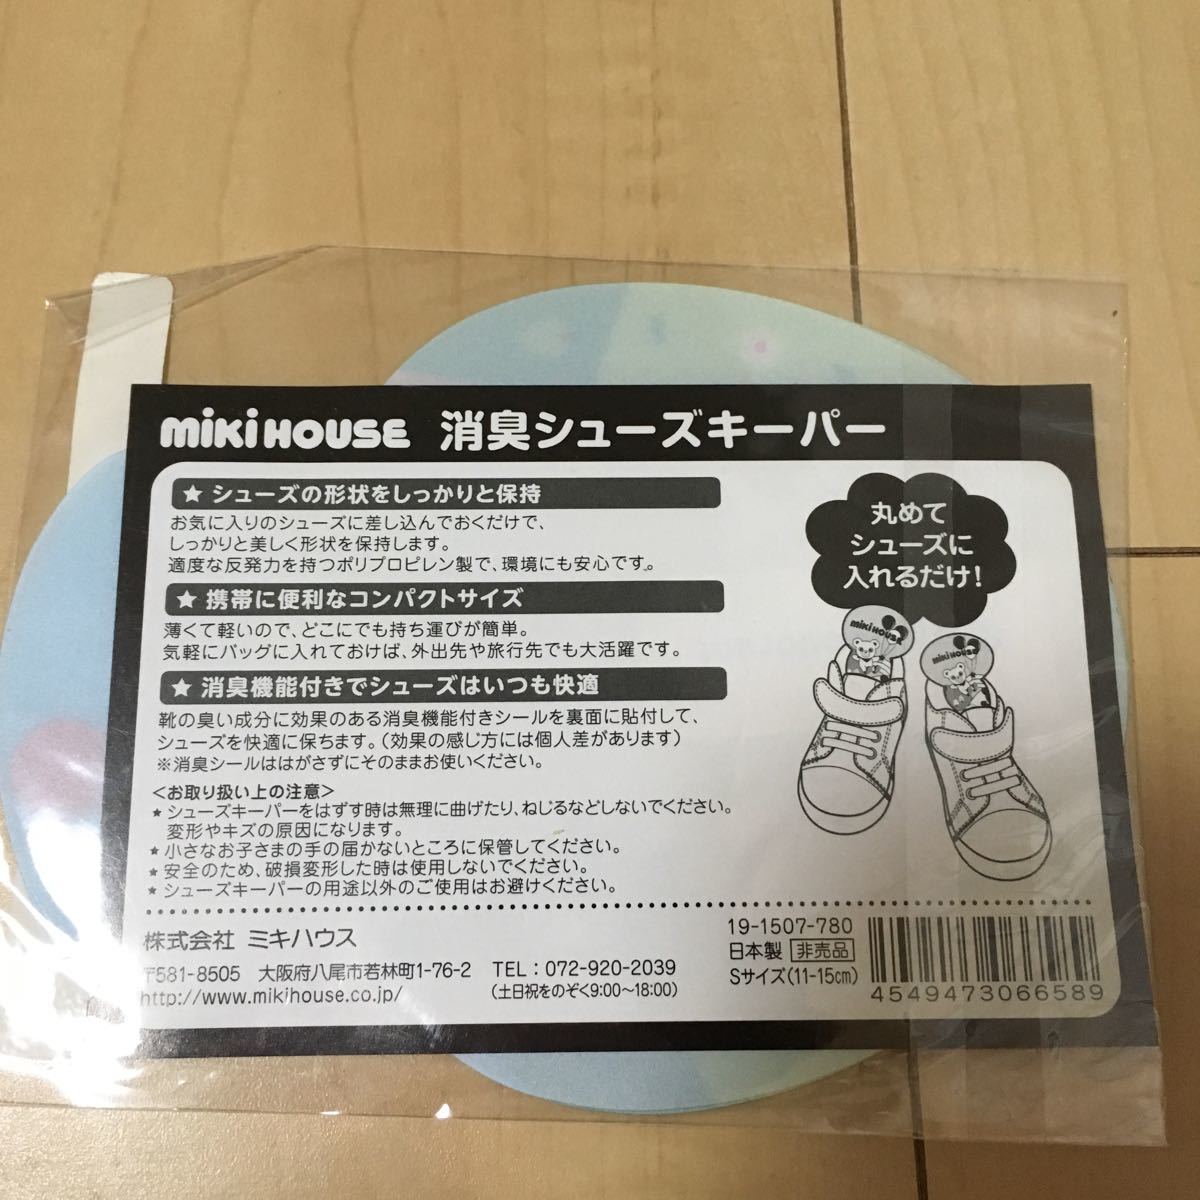 miKiHOUSE 消臭シューズキーパー
★ シューズの形状をしっかりと保持
お気に入りのシューズに差し込んでおくだけで、
しっかりと美しく形状を保持します。
適度な反発力を持つポリプロピレン製で、環境にも安心です。
★ 携帯に便利なコンパクトサイズ
薄くて軽いので、どこにでも持ち運びが簡単。
気軽にバッグに入れておけば、外出先や旅行先でも大活躍です。
★ 消臭機能付きでシューズはいつも快適
靴の臭い成分に効果のある消臭機能付きシールを裏面に貼付して、
シューズを快適に保ちます。(効果の感じ方には個人差があります)
※消臭シールははがさずにそのままお使いください。
<お取り扱い上の注意>
★シューズキーパーをはずす時は無理に曲げたり、ねじるなどしないでください。
変形やキズの原因になります。
★小さなお子さまの手の届かないところに保管してください。
★安全のため、破損変形した時は使用しないでください。
★シューズキーパーの用途以外のご使用はお避けください。
丸めて
シューズに
入れるだけ!
miKiHOUSE
miKiHOUSE
株式会社 ミキハウス
〒581-8505 大阪府八尾市若林町1-76-2 TEL:072-920-2039
http://www.mikihouse.co.jp/ (土日祝をのぞく9:00〜18:00)
19-1507-780
日本製 非売品
Sサイズ(11-15cm)
4549473066589